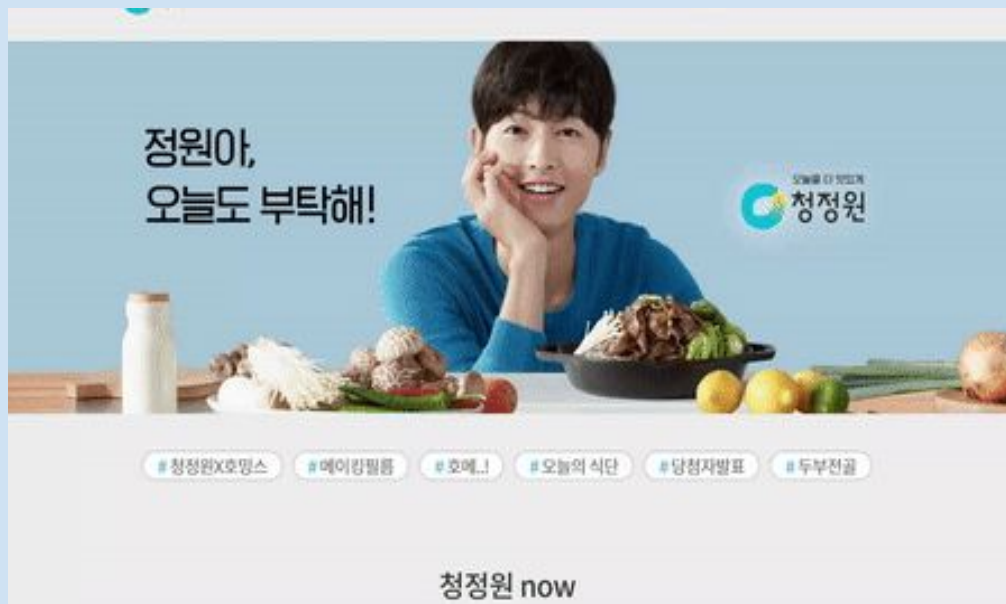 정원아,
오늘도 부탁해!
오늘을 더 맛있게
청정원
#청정원X호밍스
#메이킹필름
#호메..!
#오늘의 식단
#당첨자발표
#두부전골
청정원 now